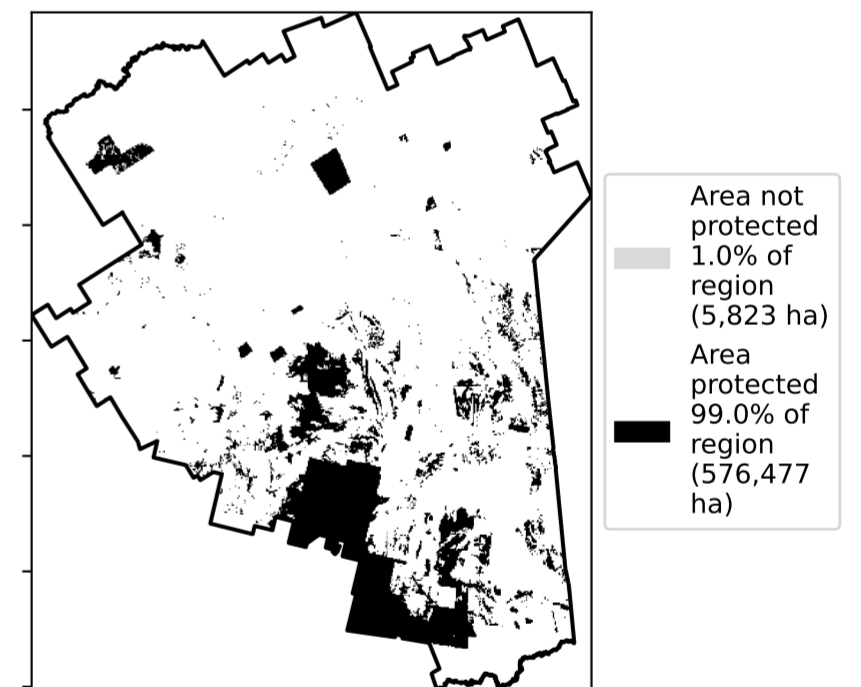 Area not
protected
1.0% of
region
(5,823 ha)
Area
protected
99.0% of
region
(576,477
ha)